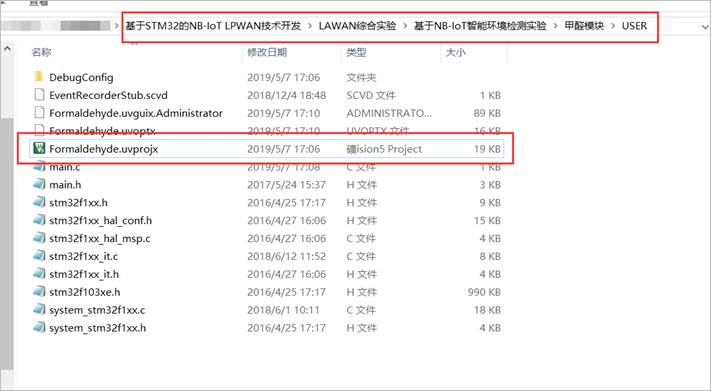 查看
基于STM32的NB-IoT LPWAN技术开发 > LAWAN综合实验 > 基于NB-IoT智能环境检测实验 > 甲醛模块 > USER
名称 修改日期 类型 大小
DebugConfig 2019/5/7 17:06 文件夹
EventRecorderStub.scvd 2018/12/4 18:48 SCVD 文件 1 KB
Formaldehyde.uvguix.Administrator 2019/5/7 17:10 ADMINISTRATO... 89 KB
Formaldehyde.uvoptx 2019/5/7 17:10 UVOPTX 文件 16 KB
Formaldehyde.uvprojx 2019/5/7 17:06 礦ision5 Project 19 KB
main.c 2019/5/7 17:08 C 文件 1 KB
main.h 2017/5/24 15:37 H 文件 3 KB
stm32f1xx.h 2016/4/25 17:17 H 文件 9 KB
stm32f1xx_hal_conf.h 2016/4/27 16:06 H 文件 15 KB
stm32f1xx_hal_msp.c 2016/4/27 16:06 C 文件 4 KB
stm32f1xx_it.c 2018/6/12 11:52 C 文件 8 KB
stm32f1xx_it.h 2016/4/27 16:06 H 文件 4 KB
stm32f103xe.h 2016/4/25 17:17 H 文件 990 KB
system_stm32f1xx.c 2018/6/1 10:11 C 文件 18 KB
system_stm32f1xx.h 2016/4/25 17:17 H 文件 4 KB